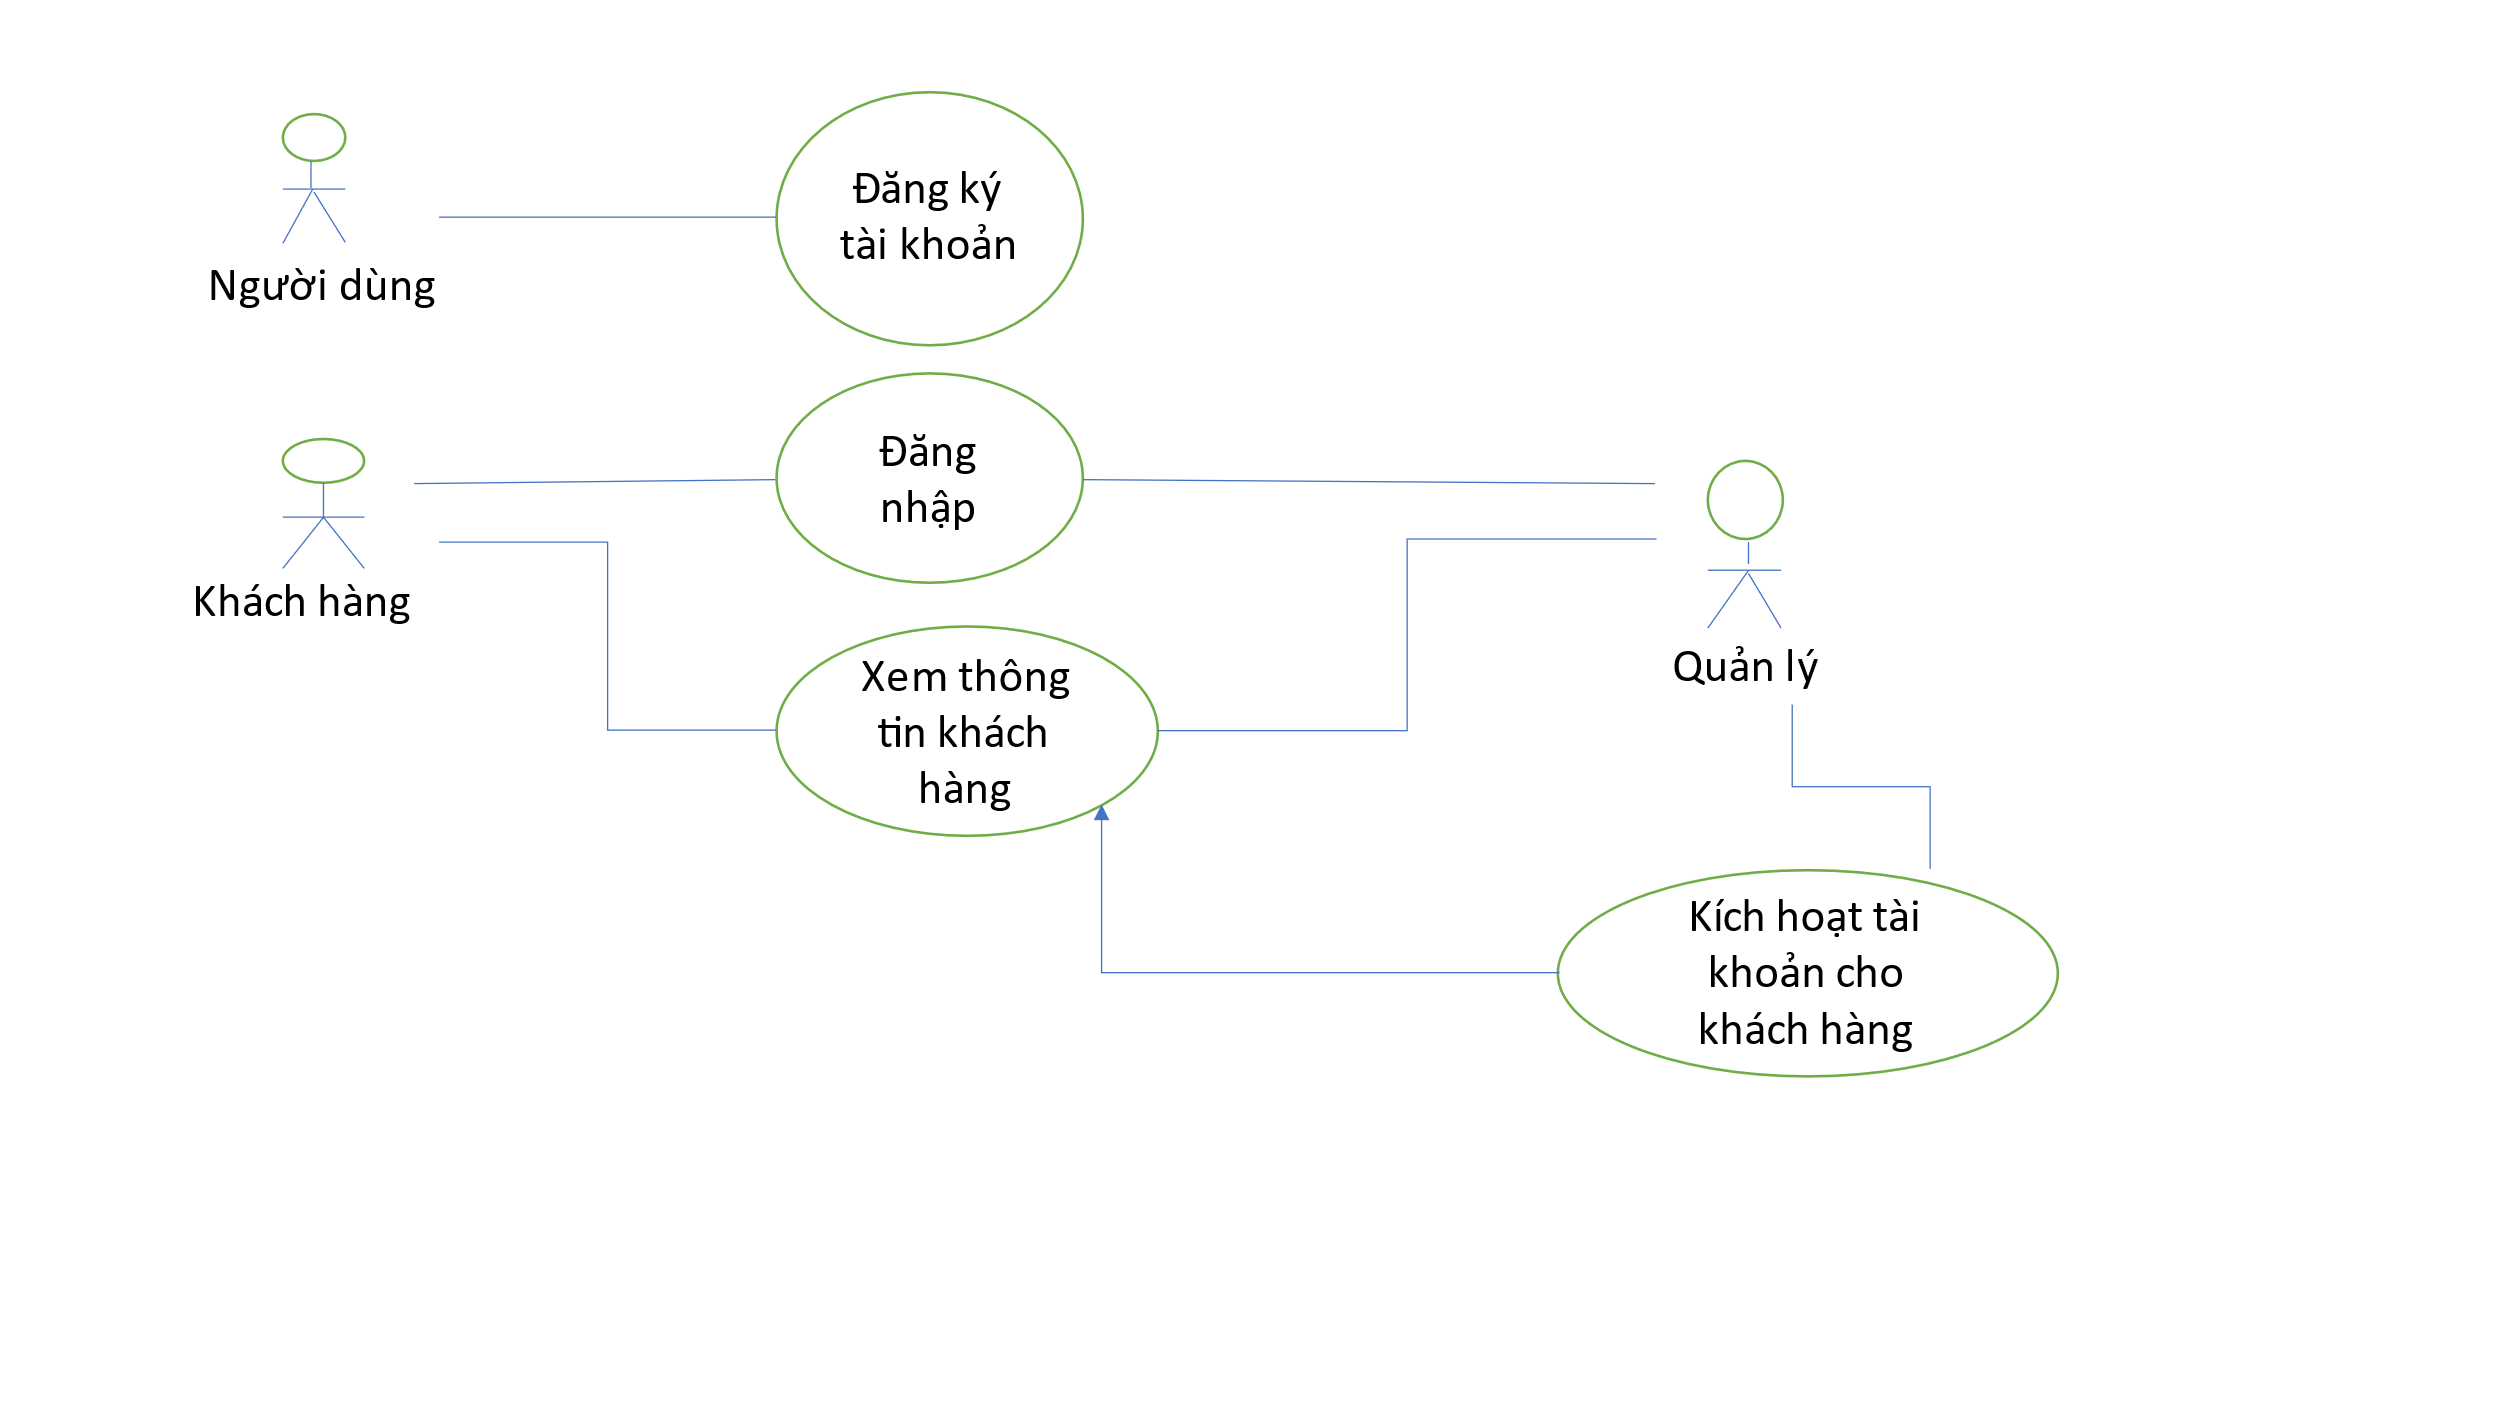 Đăng ký
tài khoản
Người dùng
Đăng
nhập
Khách hàng
Xem thông
tin khách
hàng
Quản lý
Kích hoạt tài
khoản cho
khách hàng